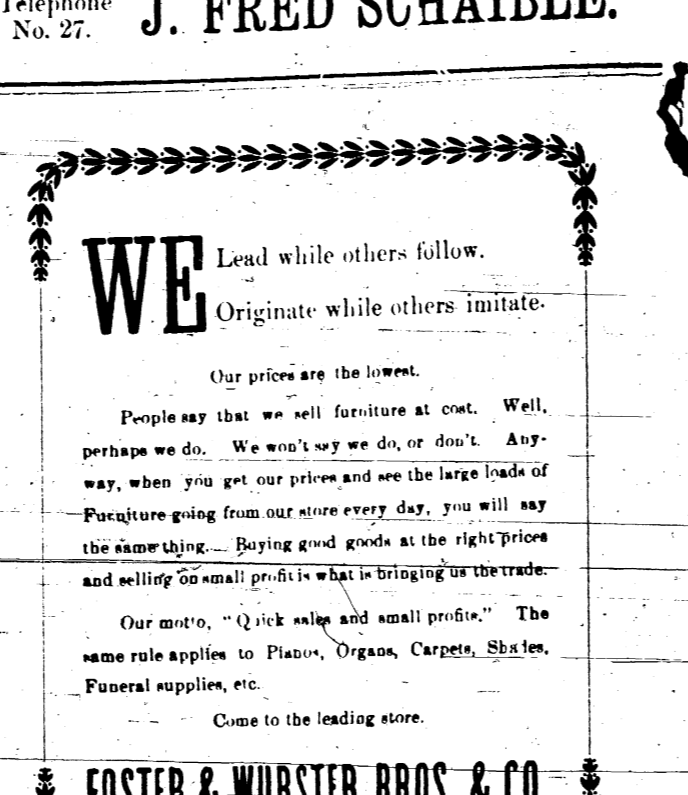 Telephone
No. 27.
J. FRED SCHAIBLE.
WE Lead while others follow.
Originate while others imitate.
Our prices are the lowest.
People say that we sell furniture at cost. Well,
perhaps we do. We won't say we do, or don't. Any-
way, when you get our prices and see the large loads of
Furniture going from our store every day, you will say
the same thing. Buying good goods at the right prices
and selling on small profit is what is bringing us the trade.
Our motto, "Quick sales and small profits." The
same rule applies to Pianos, Organs, Carpets, Shades,
Funeral supplies, etc.
Come to the leading store.
FOSTER & WURSTER BROS. & CO